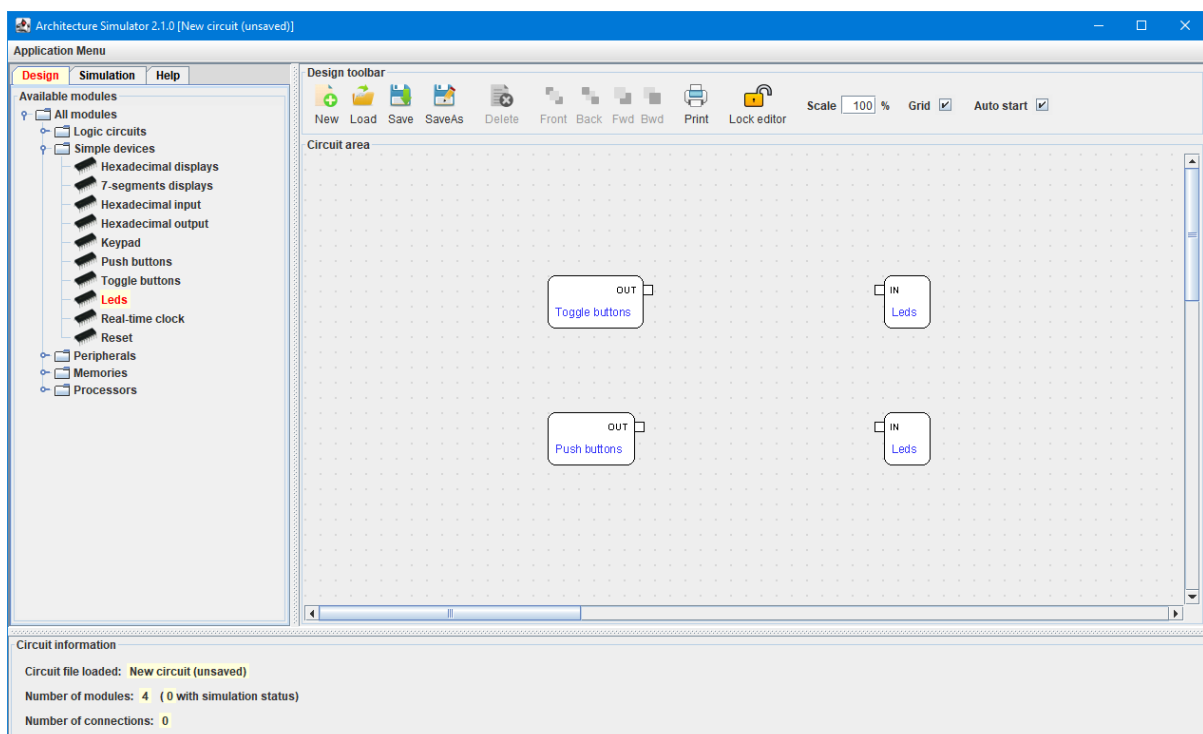 Architecture Simulator 2.1.0 [New circuit (unsaved)]
Application Menu
Design Simulation Help
Available modules
All modules
Logic circuits
Simple devices
Hexadecimal displays
7-segments displays
Hexadecimal input
Hexadecimal output
Keypad
Push buttons
Toggle buttons
Leds
Real-time clock
Reset
Peripherals
Memories
Processors
Design toolbar
New Load Save SaveAs Delete Front Back Fwd Bwd Print Lock editor Scale 100 % Grid Auto start
Circuit area
OUT
Toggle buttons
IN
Leds
OUT
Push buttons
IN
Leds
Circuit information
Circuit file loaded: New circuit (unsaved)
Number of modules: 4 ( 0 with simulation status)
Number of connections: 0